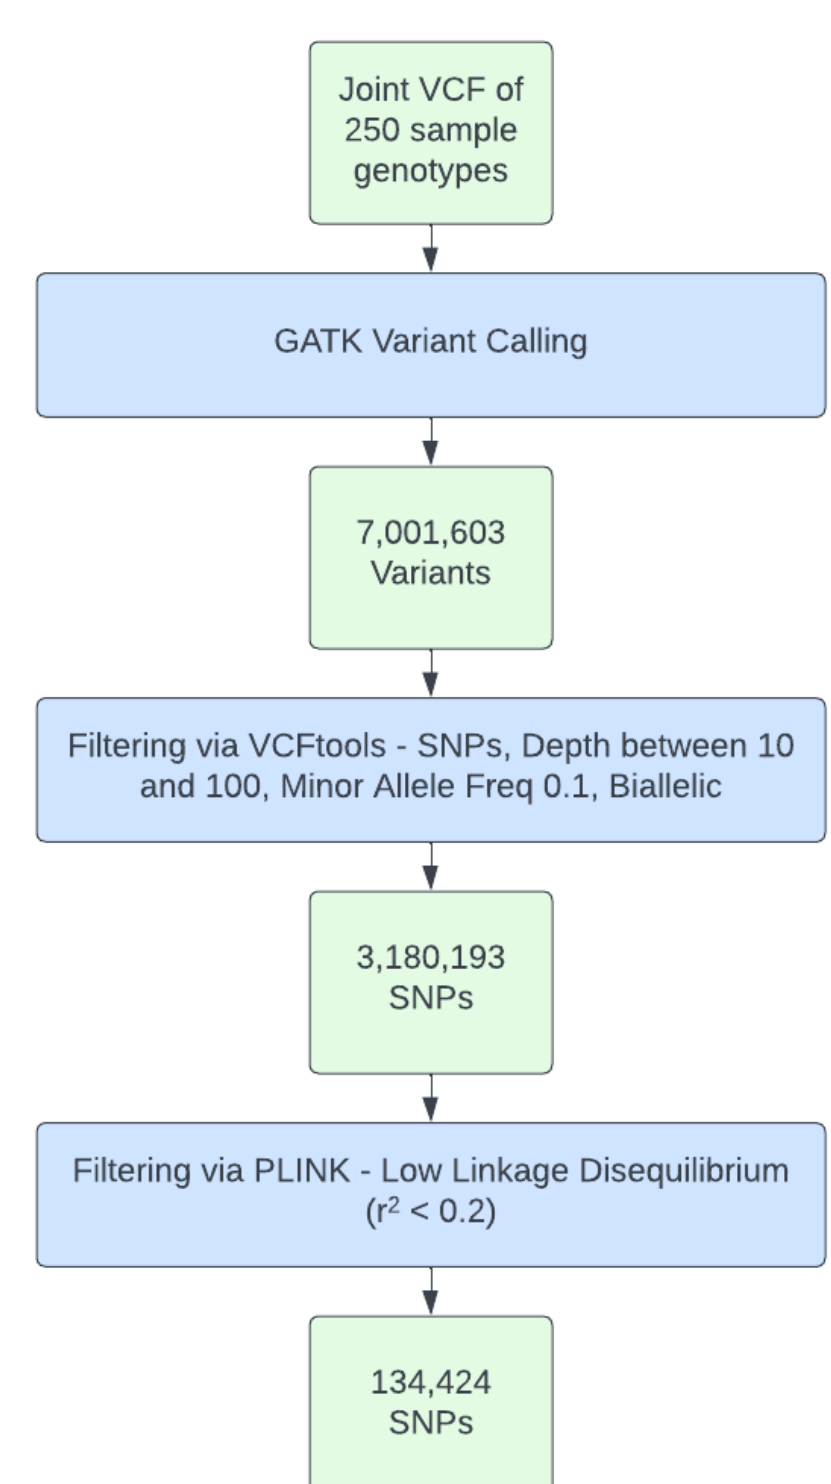 Joint VCF of
250 sample
genotypes
GATK Variant Calling
7,001,603
Variants
Filtering via VCFtools - SNPs, Depth between 10
and 100, Minor Allele Freq 0.1, Biallelic
3,180,193
SNPs
Filtering via PLINK - Low Linkage Disequilibrium
(r² < 0.2)
134,424
SNPs